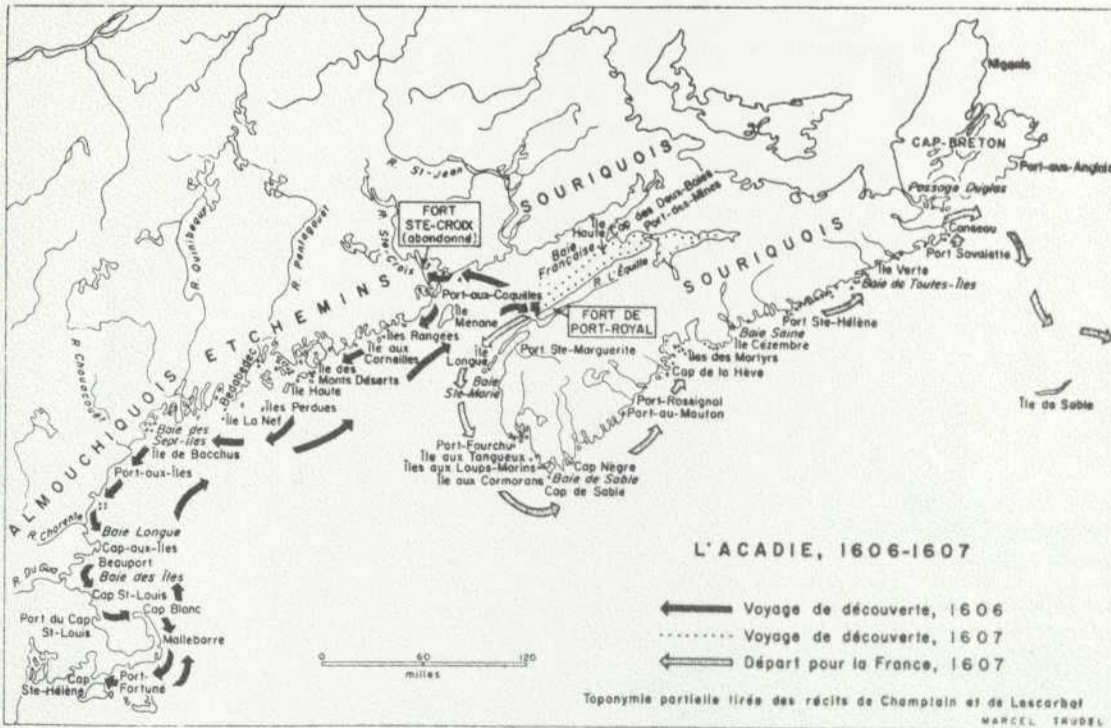 Niganis
CAP-BRETON
Port-aux-Anglais
Passage Duglas
Canseau
Port Savalette
Île Verte
Baie de Toutes-Îles
Port Ste-Hélène
Île de Sable
SOURIQUOIS
R. St-Jean
FORT
STE-CROIX
(abandonné)
R. Ste-Croix
Île
Haute
Cap des Deux-Baies
Port-des-Mines
Baie
Française
R. L'Équille
SOURIQUOIS
Port-aux-Coquilles
Île
Menane
FORT DE
PORT-ROYAL
Port Ste-Marguerite
Baie Saine
Île Cézembre
Îles des Martyrs
Cap de la Hève
Port-Rossignol
Port-au-Mouton
Île
Longue
Baie
Ste-Marie
Port-Fourchu
Île aux Tangueux
Îles aux Loups-Marins
Île aux Cormorans
Cap Nègre
Baie de Sable
Cap de Sable
Îles Rangées
Île aux
Corneilles
Île des
Monts Déserts
Île Haute
Îles Perdues
Île La Nef
Bedabedec
R. Pentagouet
R. Quinibequy
ETCHEMINS
R. Chouacoet
Baie des
Sept-Îles
Île de Bacchus
Port-aux-Îles
ALMOUCHIQUOIS
R. Charente
Baie Longue
Cap-aux-Îles
Beauport
R. Du Gua
Baie des Îles
Cap St-Louis
Cap Blanc
Port du Cap
St-Louis
Mallebarre
Cap
Ste-Hélène
Port-
Fortuné
0 60 120
milles
L'ACADIE, 1606-1607
Voyage de découverte, 1606
Voyage de découverte, 1607
Départ pour la France, 1607
Toponymie partielle tirée des récits de Champlain et de Lescarbot
MARCEL TRUDEL